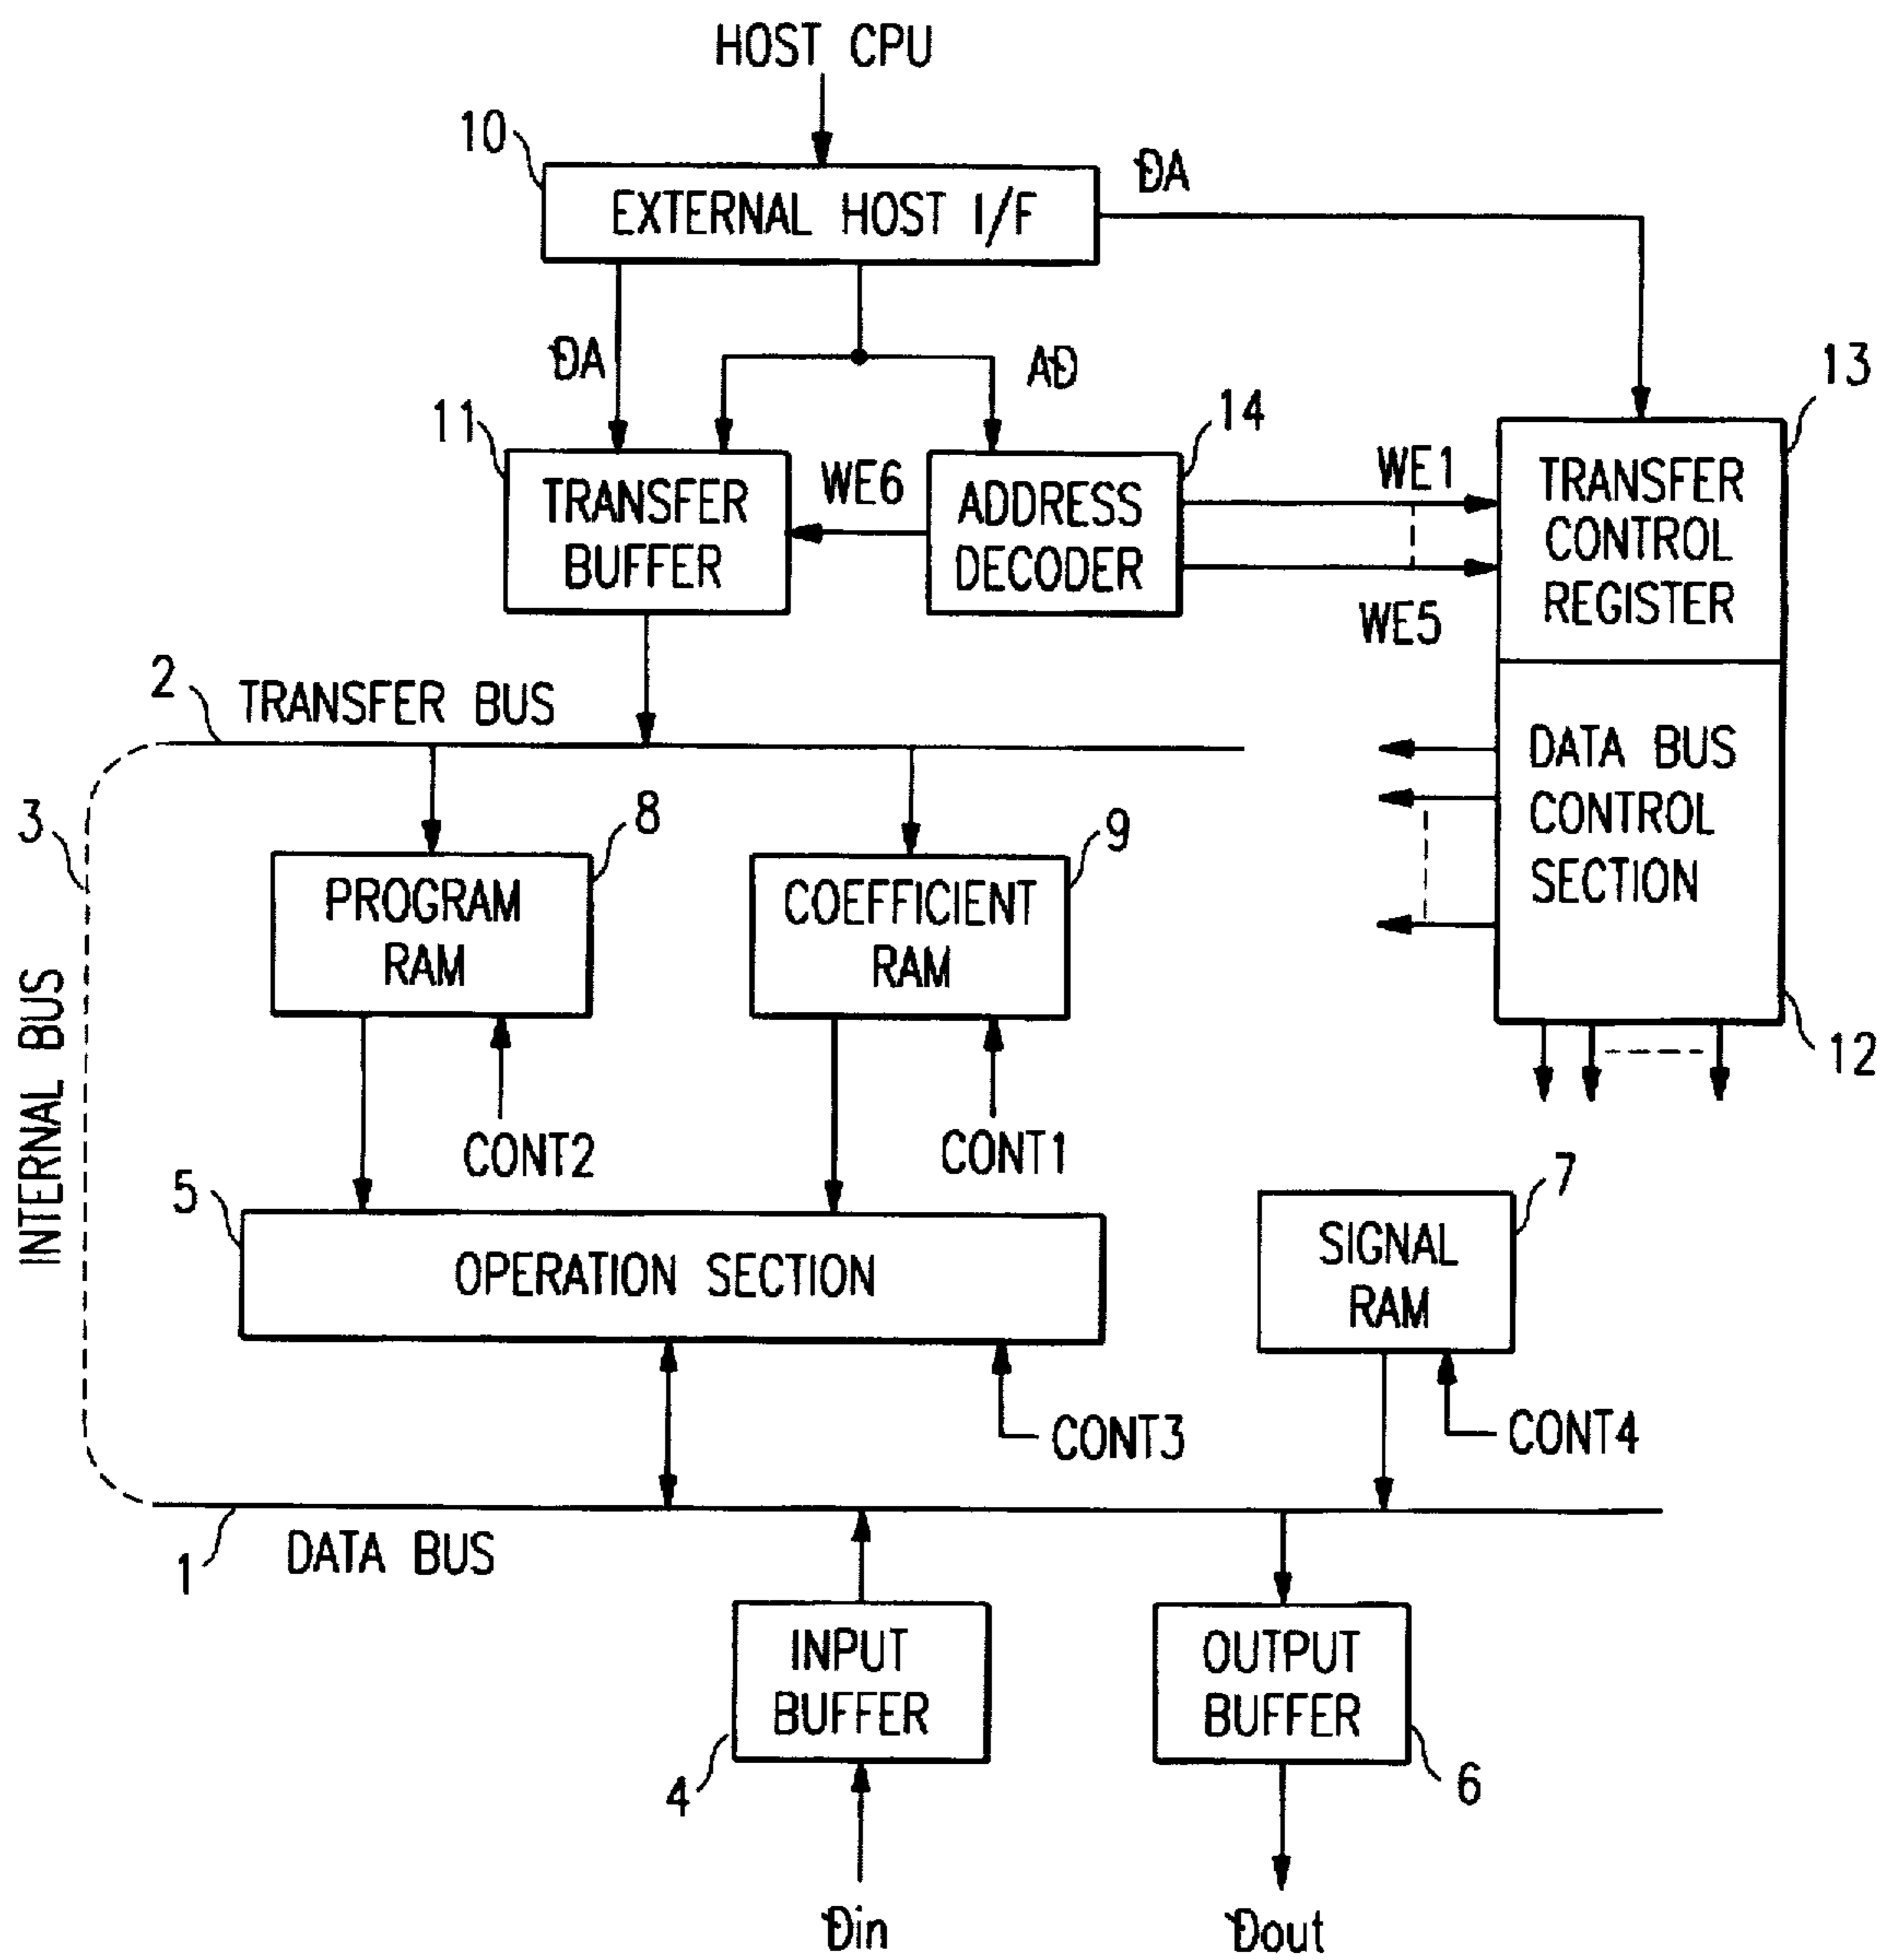 HOST CPU
10
EXTERNAL HOST I/F
DA
DA
AD
11
TRANSFER
BUFFER
WE6
14
ADDRESS
DECODER
WE1
WE5
13
TRANSFER
CONTROL
REGISTER
2
TRANSFER BUS
DATA BUS
CONTROL
SECTION
12
3
INTERNAL BUS
8
PROGRAM
RAM
9
COEFFICIENT
RAM
CONT2
CONT1
5
OPERATION SECTION
7
SIGNAL
RAM
CONT3
CONT4
1
DATA BUS
INPUT
BUFFER
4
OUTPUT
BUFFER
6
Din
Dout